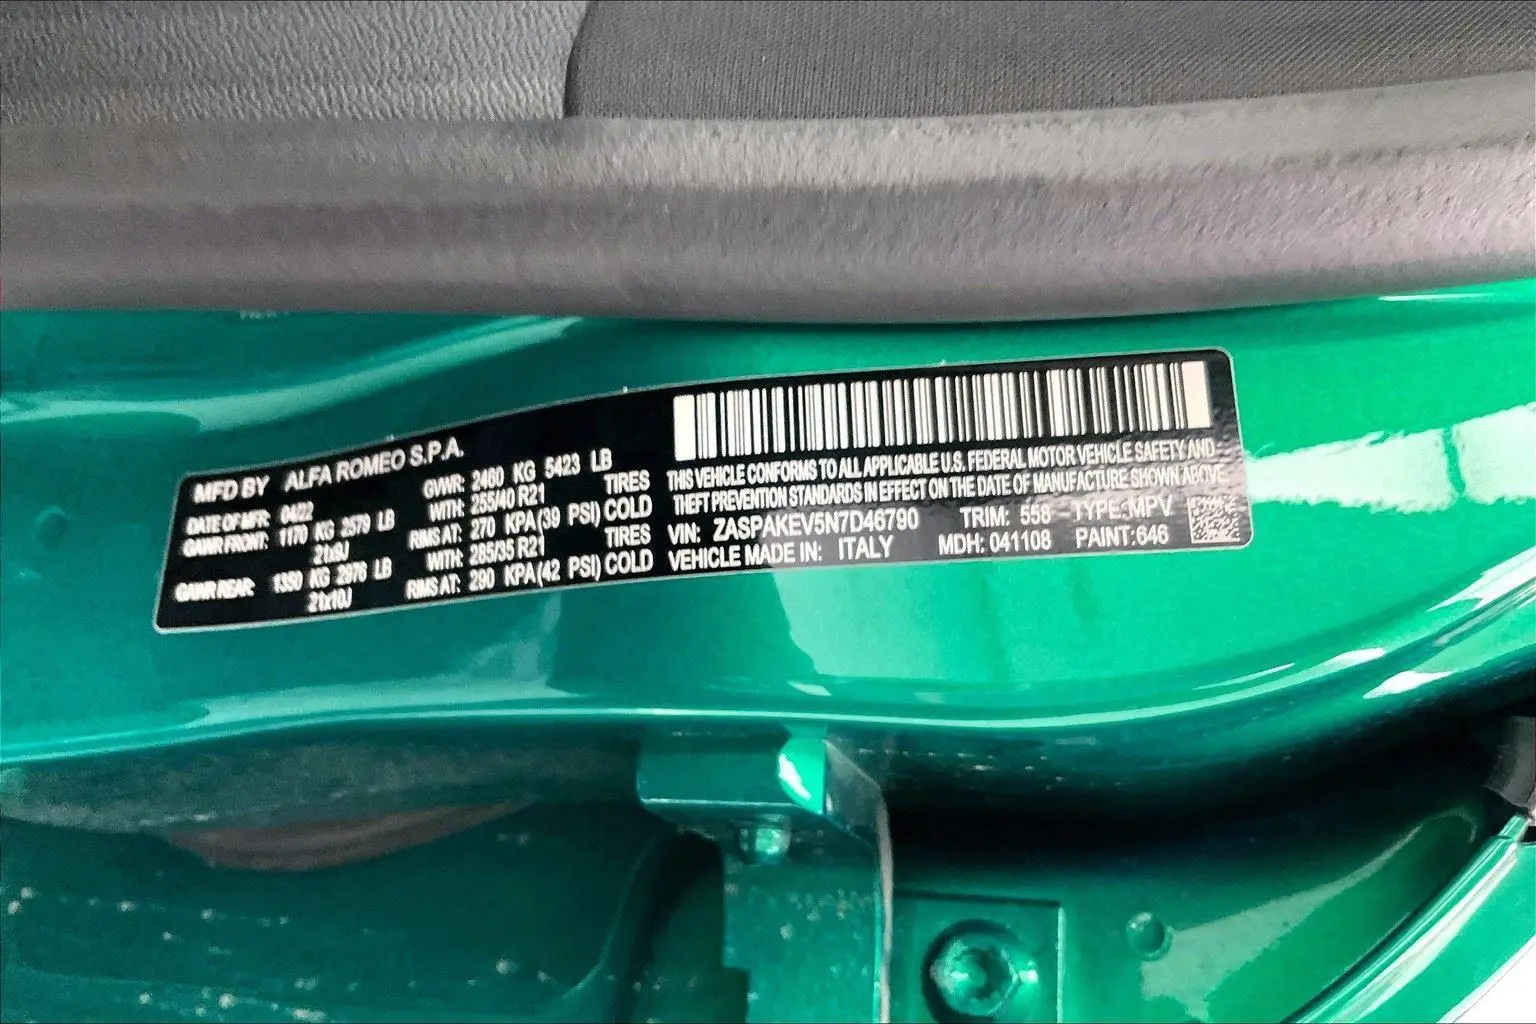 MFD BY ALFA ROMEO S.P.A.
DATE OF MFR: 04/22 GVWR: 2460 KG 5423 LB
GAWR FRONT: 1170 KG 2579 LB WITH: 255/40 R21 TIRES
21x9J RIMS AT: 270 KPA(39 PSI) COLD
GAWR REAR: 1350 KG 2976 LB WITH: 285/35 R21 TIRES
21x10J RIMS AT: 290 KPA(42 PSI) COLD
THIS VEHICLE CONFORMS TO ALL APPLICABLE U.S. FEDERAL MOTOR VEHICLE SAFETY AND
THEFT PREVENTION STANDARDS IN EFFECT ON THE DATE OF MANUFACTURE SHOWN ABOVE.
VIN: ZASPAKEV5N7D46790 TRIM: 558 TYPE:MPV
VEHICLE MADE IN: ITALY MDH: 041108 PAINT:646